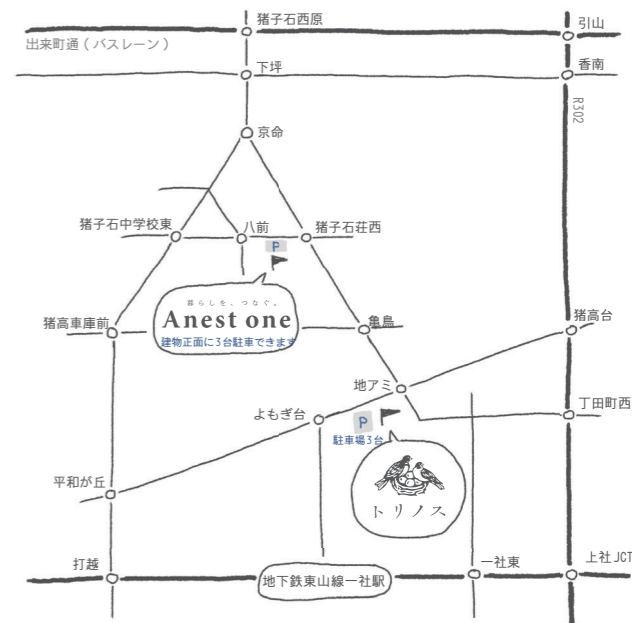 猪子石西原
引山
出来町通(バスレーン)
下坪
香南
R302
京命
猪子石中学校東
八前
猪子石荘西
P
暮らしを、つなぐ。
Anest one
建物正面に3台駐車できます
猪高車庫前
亀島
猪高台
地アミ
よもぎ台
P
駐車場3台
丁田町西
トリノス
平和が丘
打越
地下鉄東山線一社駅
一社東
上社JCT